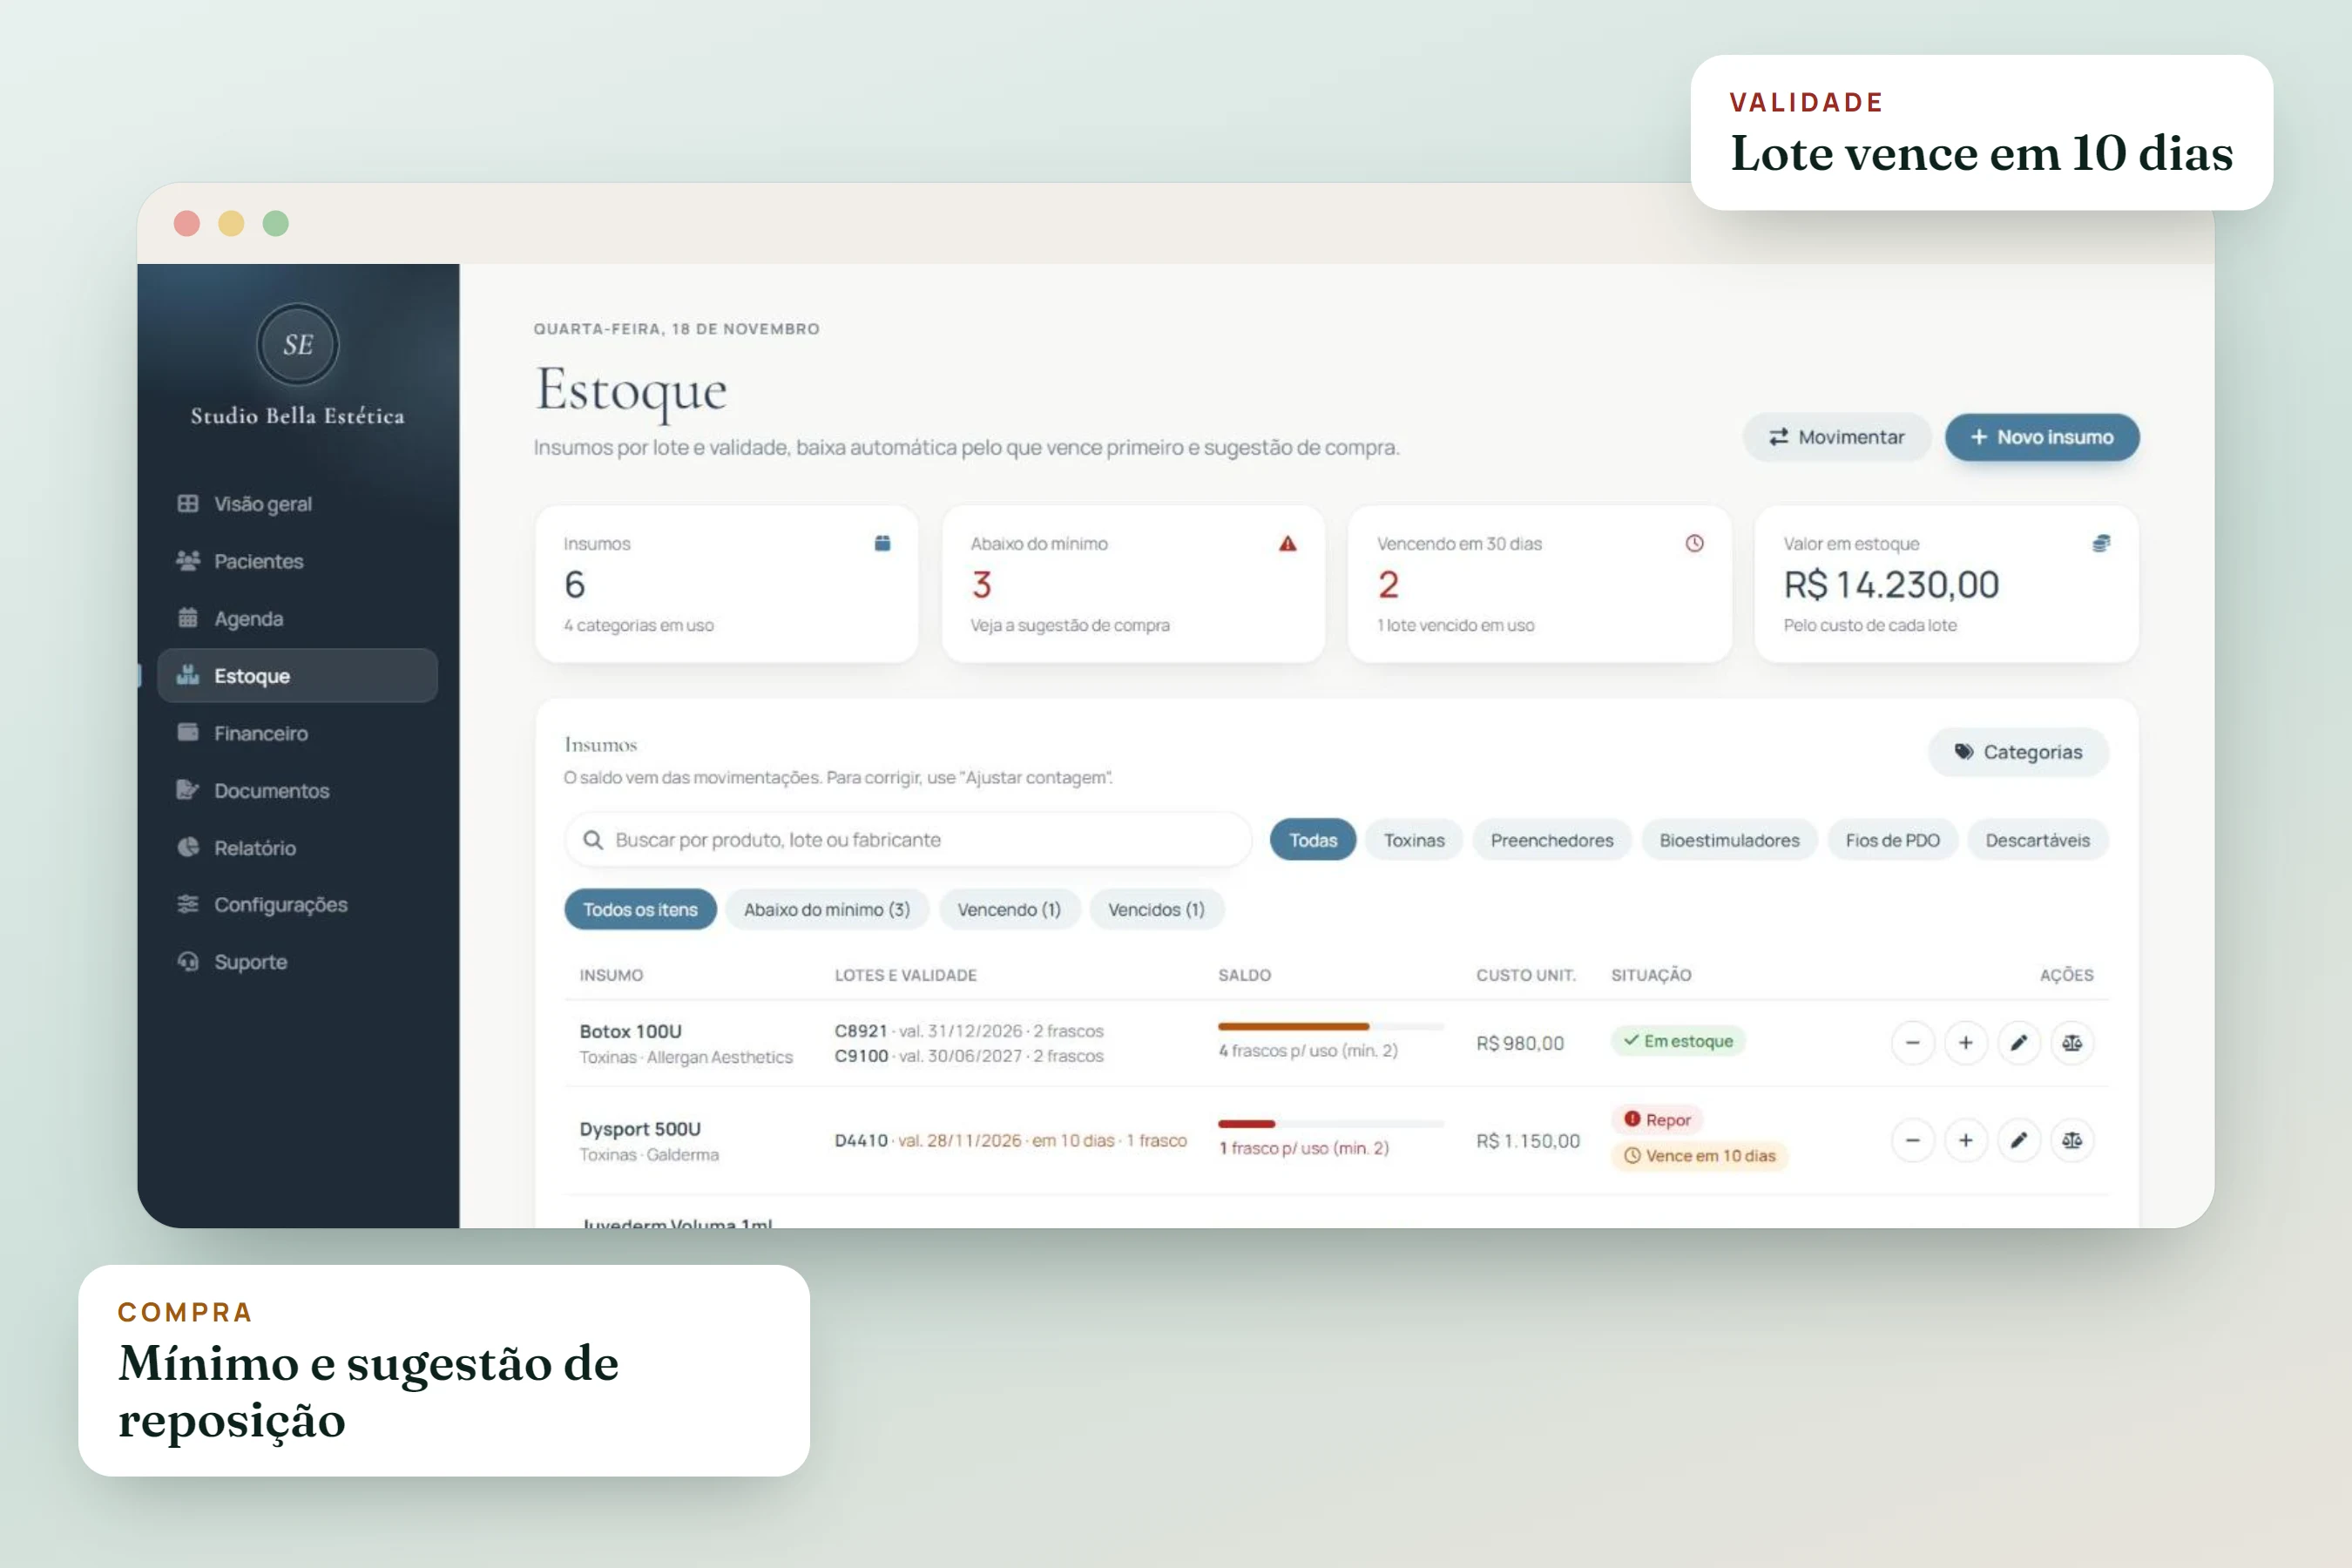 VALIDADE
Lote vence em 10 dias
SE
Studio Bella Estética
Visão geral
Pacientes
Agenda
Estoque
Financeiro
Documentos
Relatório
Configurações
Suporte
QUARTA-FEIRA, 18 DE NOVEMBRO
Estoque
Insumos por lote e validade, baixa automática pelo que vence primeiro e sugestão de compra.
Movimentar
Novo insumo
Insumos
6
4 categorias em uso
Abaixo do mínimo
3
Veja a sugestão de compra
Vencendo em 30 dias
2
1 lote vencido em uso
Valor em estoque
R$ 14.230,00
Pelo custo de cada lote
Insumos
O saldo vem das movimentações. Para corrigir, use "Ajustar contagem".
Categorias
Buscar por produto, lote ou fabricante
Todas Toxinas Preenchedores Bioestimuladores Fios de PDO Descartáveis
Todos os itens Abaixo do mínimo (3) Vencendo (1) Vencidos (1)
INSUMO LOTES E VALIDADE SALDO CUSTO UNIT. SITUAÇÃO AÇÕES
Botox 100U
Toxinas · Allergan Aesthetics
C8921 · val. 31/12/2026 · 2 frascos
C9100 · val. 30/06/2027 · 2 frascos
4 frascos p/ uso (mín. 2)
R$ 980,00
Em estoque
Dysport 500U
Toxinas · Galderma
D4410 · val. 28/11/2026 · em 10 dias · 1 frasco
1 frasco p/ uso (mín. 2)
R$ 1.150,00
Repor
Vence em 10 dias
Juvederm Voluma 1ml
COMPRA
Mínimo e sugestão de
reposição